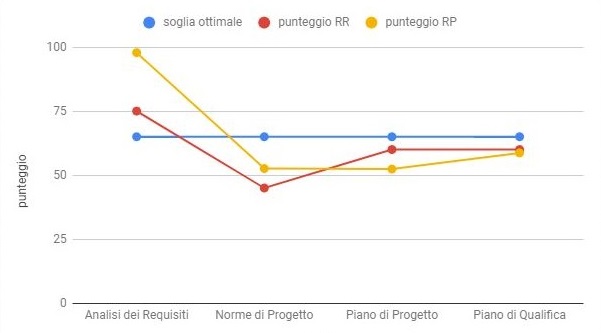 soglia ottimale punteggio RR punteggio RP
100
75
50
25
0
punteggio
Analisi dei Requisiti Norme di Progetto Piano di Progetto Piano di Qualifica